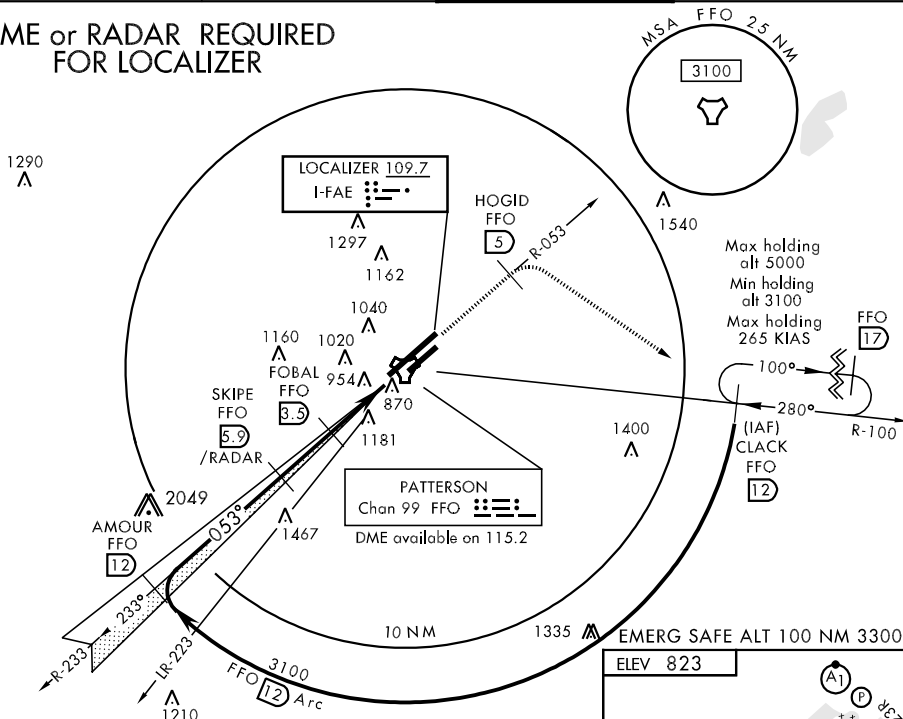 ME or RADAR REQUIRED
FOR LOCALIZER
MSA FFO 25 NM
3100
1290
LOCALIZER 109.7
I-FAE
1297
1162
HOGID
FFO
5
R-053
1540
Max holding
alt 5000
Min holding
alt 3100
Max holding
265 KIAS
FFO
17
1040
1160
1020
954
870
1181
FOBAL
FFO
3.5
SKIPE
FFO
5.9
/RADAR
100°
280°
R-100
(IAF)
CLACK
FFO
12
1400
PATTERSON
Chan 99 FFO
DME available on 115.2
2049
AMOUR
FFO
12
053°
1467
233°
R-233
LR-223
10 NM
1335
3100
FFO 12 Arc
1210
EMERG SAFE ALT 100 NM 3300
ELEV 823
A1
P